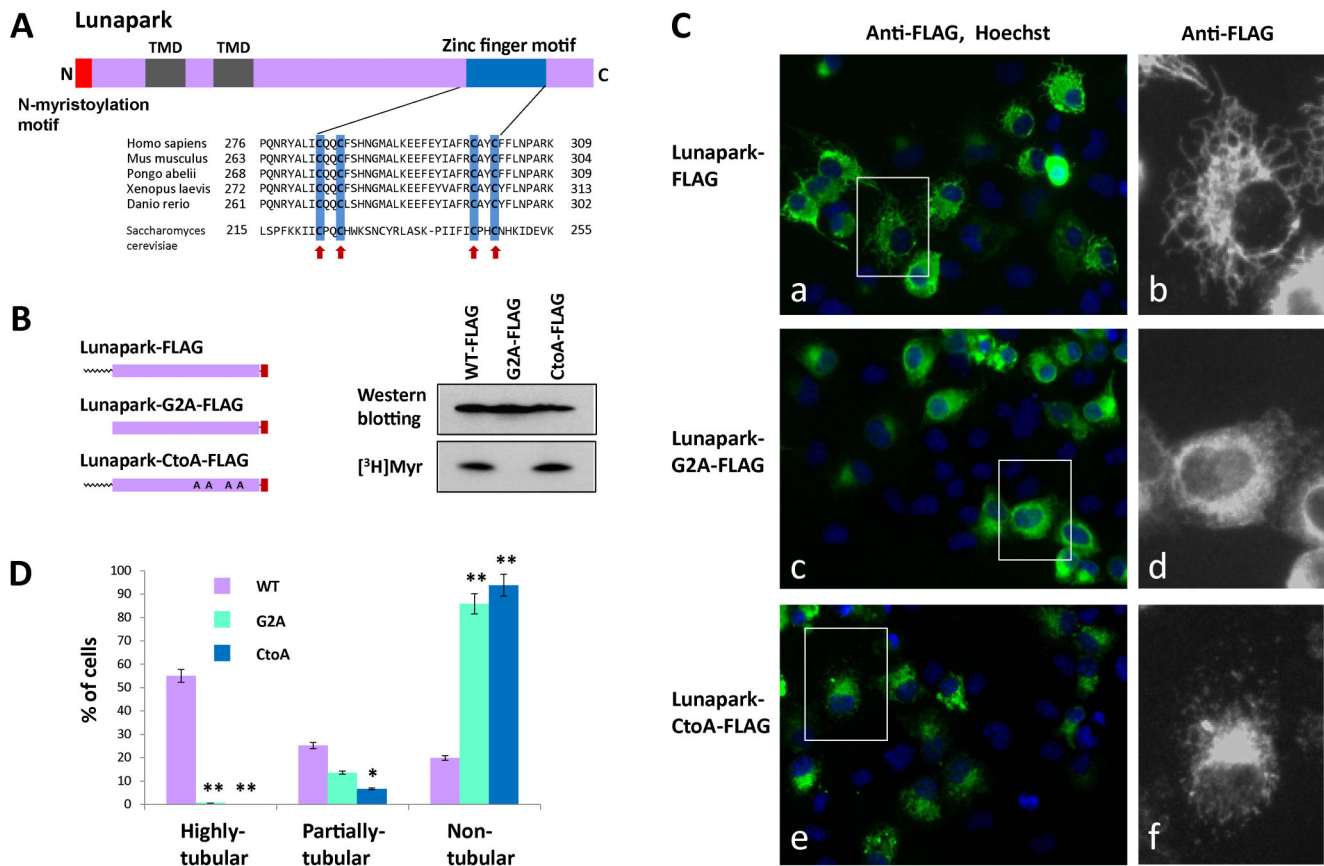 A
Lunapark
TMD
TMD
Zinc finger motif
N
C
N-myristoylation
motif
Homo sapiens 276 PQNRYALICQQCFSHNGMALKEEFEYIAFRCAYCFFLNPARK 309
Mus musculus 263 PQNRYALICQQCFSHNGMALKEEFEYIAFRCAYCFFLNPARK 304
Pongo abelii 268 PQNRYALICQQCFSHNGMALKEEFEYIAFRCAYCFFLNPARK 309
Xenopus laevis 272 PQNRYALICQQCFSHNGMALKEEFEYVAFRCAYCYFLNPARK 313
Danio rerio 261 PQNRYALICQQCLSHNGMALKEEFEYIAFRCAYCYFLNPARK 302
Saccharomyces
cerevisiae 215 LSPFKKIICPQCHWKSNCYRLASK-PIIFICPHCNHKIDEVK 255
B
Lunapark-FLAG
Lunapark-G2A-FLAG
Lunapark-CtoA-FLAG
A A A A
WT-FLAG
G2A-FLAG
CtoA-FLAG
Western
blotting
[³H]Myr
D
% of cells
100
90
80
70
60
50
40
30
20
10
0
WT
G2A
CtoA
** **
*
**
**
Highly-
tubular
Partially-
tubular
Non-
tubular
C
Anti-FLAG, Hoechst
Anti-FLAG
Lunapark-
FLAG
a
b
Lunapark-
G2A-FLAG
c
d
Lunapark-
CtoA-FLAG
e
f